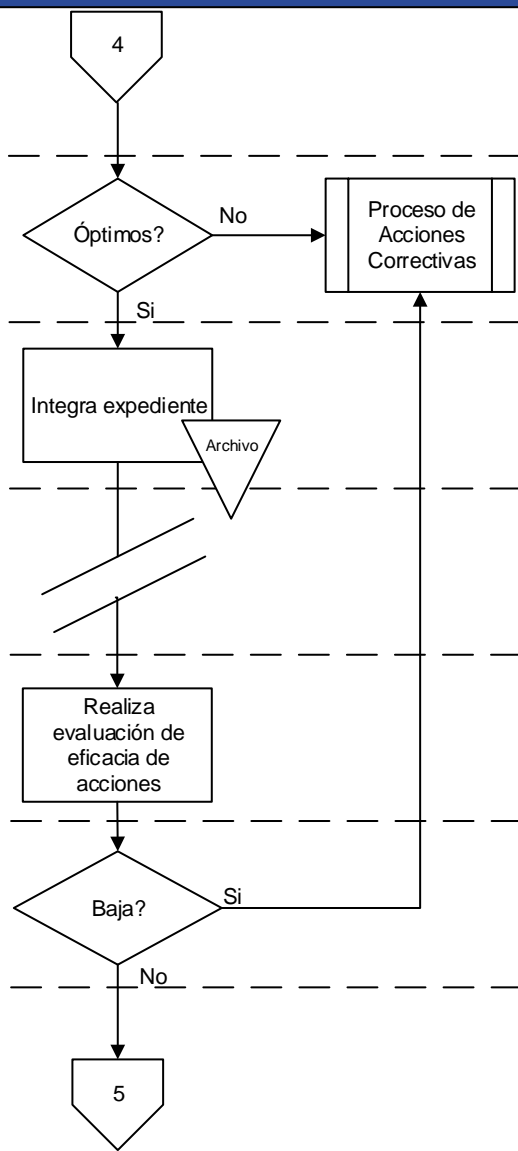 4
Óptimos?
No
Proceso de
Acciones
Correctivas
Si
Integra expediente
Archivo
Realiza
evaluación de
eficacia de
acciones
Baja?
Si
No
5